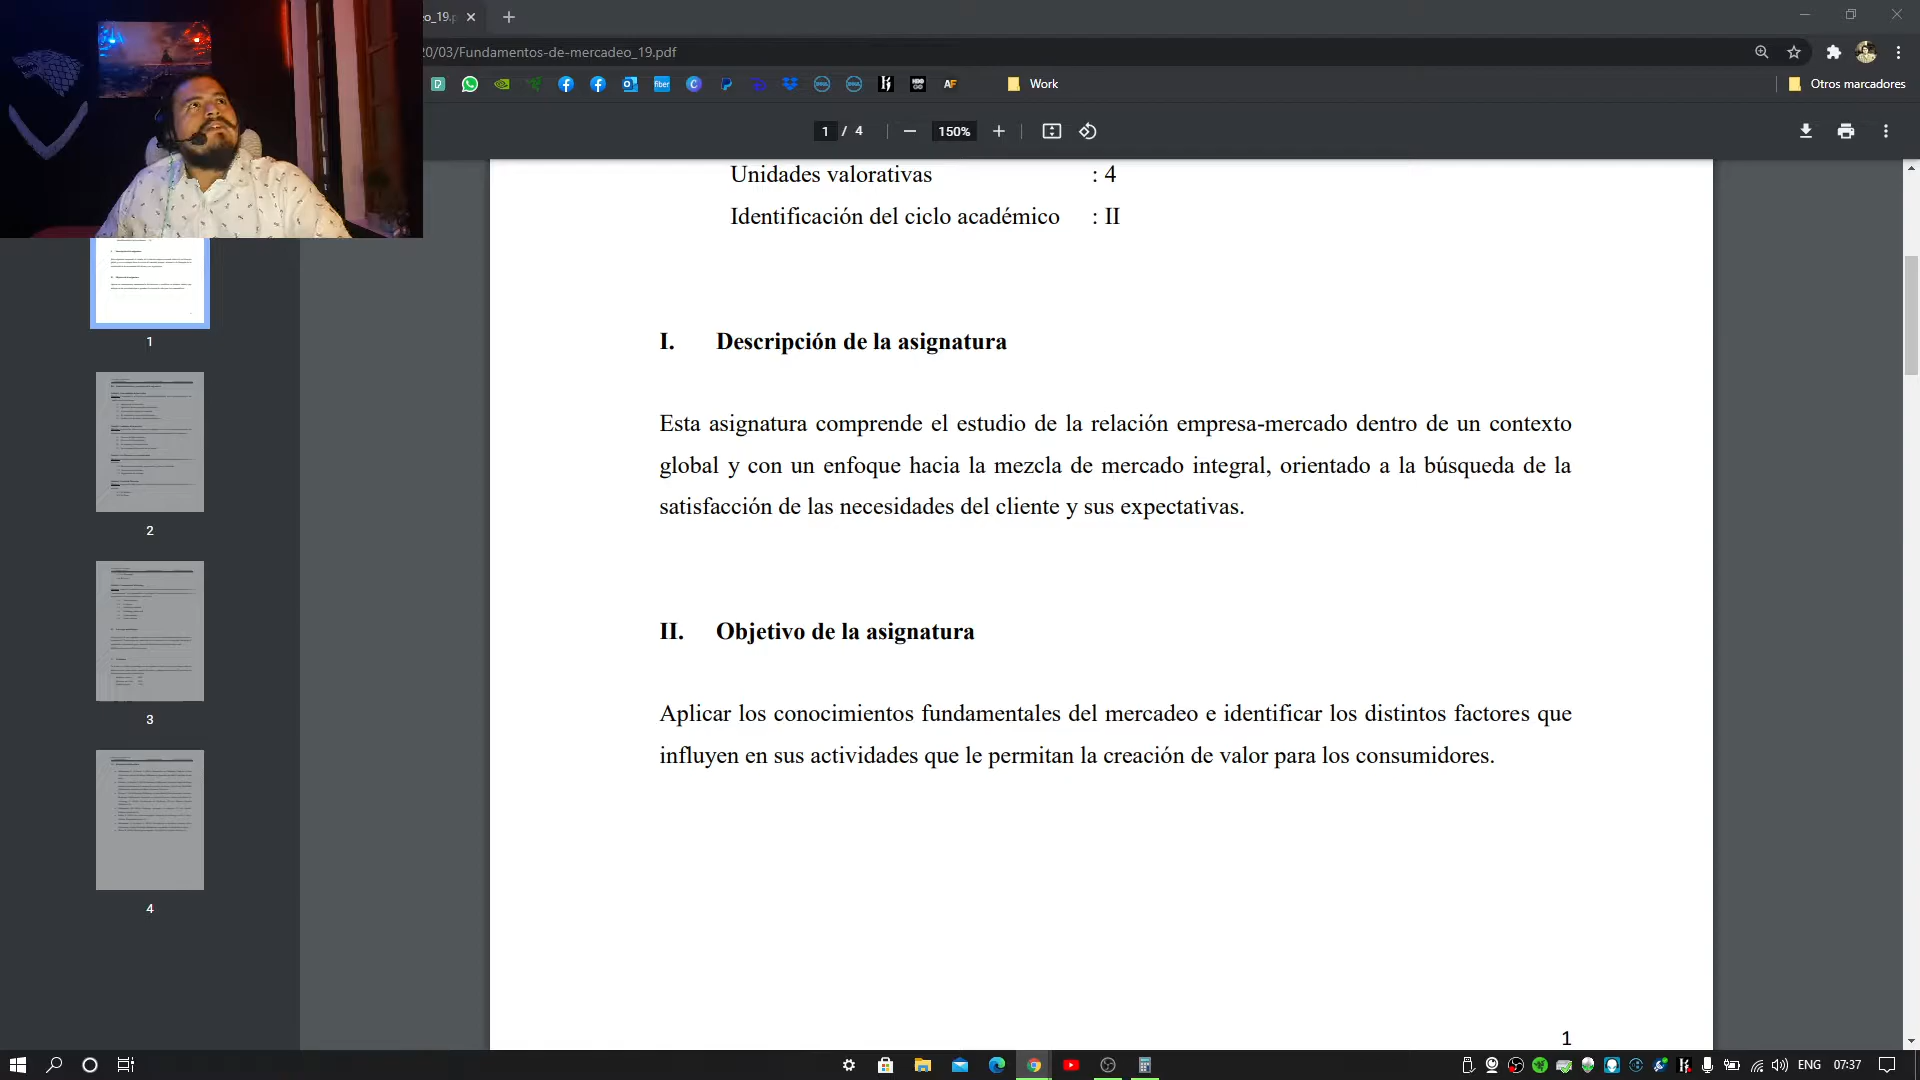 eo_19.p
20/03/Fundamentos-de-mercadeo_19.pdf
fiber
HBO GO
AF
Work
Otros marcadores
1 / 4
150%
Unidades valorativas : 4
Identificación del ciclo académico : II
I. Descripción de la asignatura
Esta asignatura comprende el estudio de la relación empresa-mercado dentro de un contexto
global y con un enfoque hacia la mezcla de mercado integral, orientado a la búsqueda de la
satisfacción de las necesidades del cliente y sus expectativas.
II. Objetivo de la asignatura
Aplicar los conocimientos fundamentales del mercadeo e identificar los distintos factores que
influyen en sus actividades que le permitan la creación de valor para los consumidores.
1
1
2
3
4
ENG
07:37